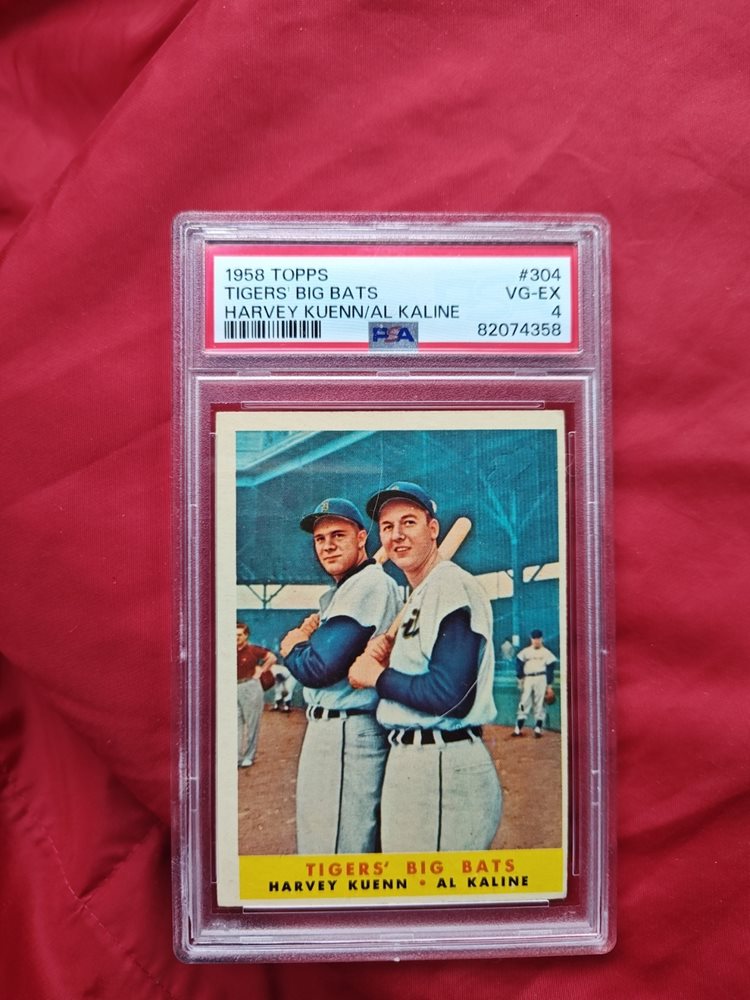 1958 TOPPS #304
TIGERS' BIG BATS VG-EX
HARVEY KUENN/AL KALINE 4
PSA 82074358
TIGERS' BIG BATS
HARVEY KUENN • AL KALINE